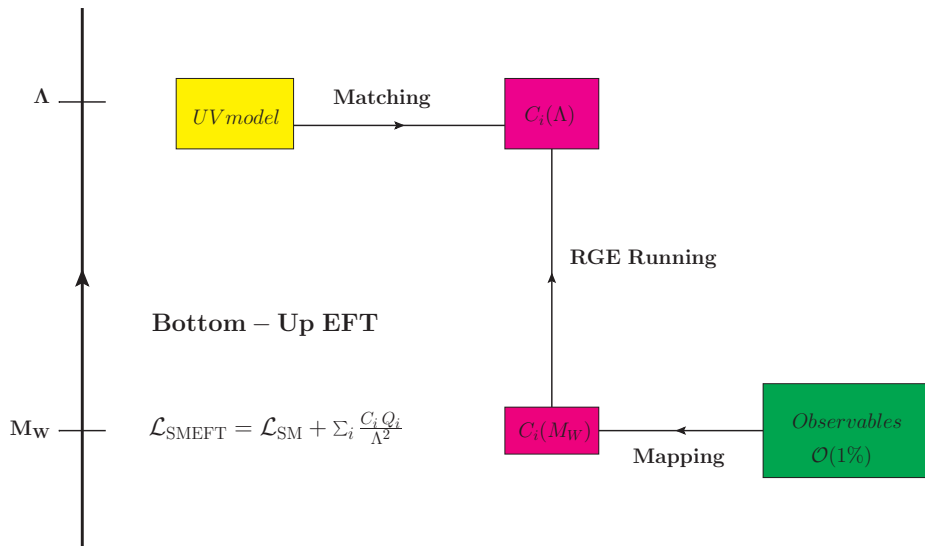 Matching
Λ
UV model
C_i(Λ)
RGE Running
Bottom – Up EFT
M_W
ℒ_SMEFT = ℒ_SM + Σ_i \frac{C_i Q_i}{Λ^2}
C_i(M_W)
Observables
𝒪(1%)
Mapping